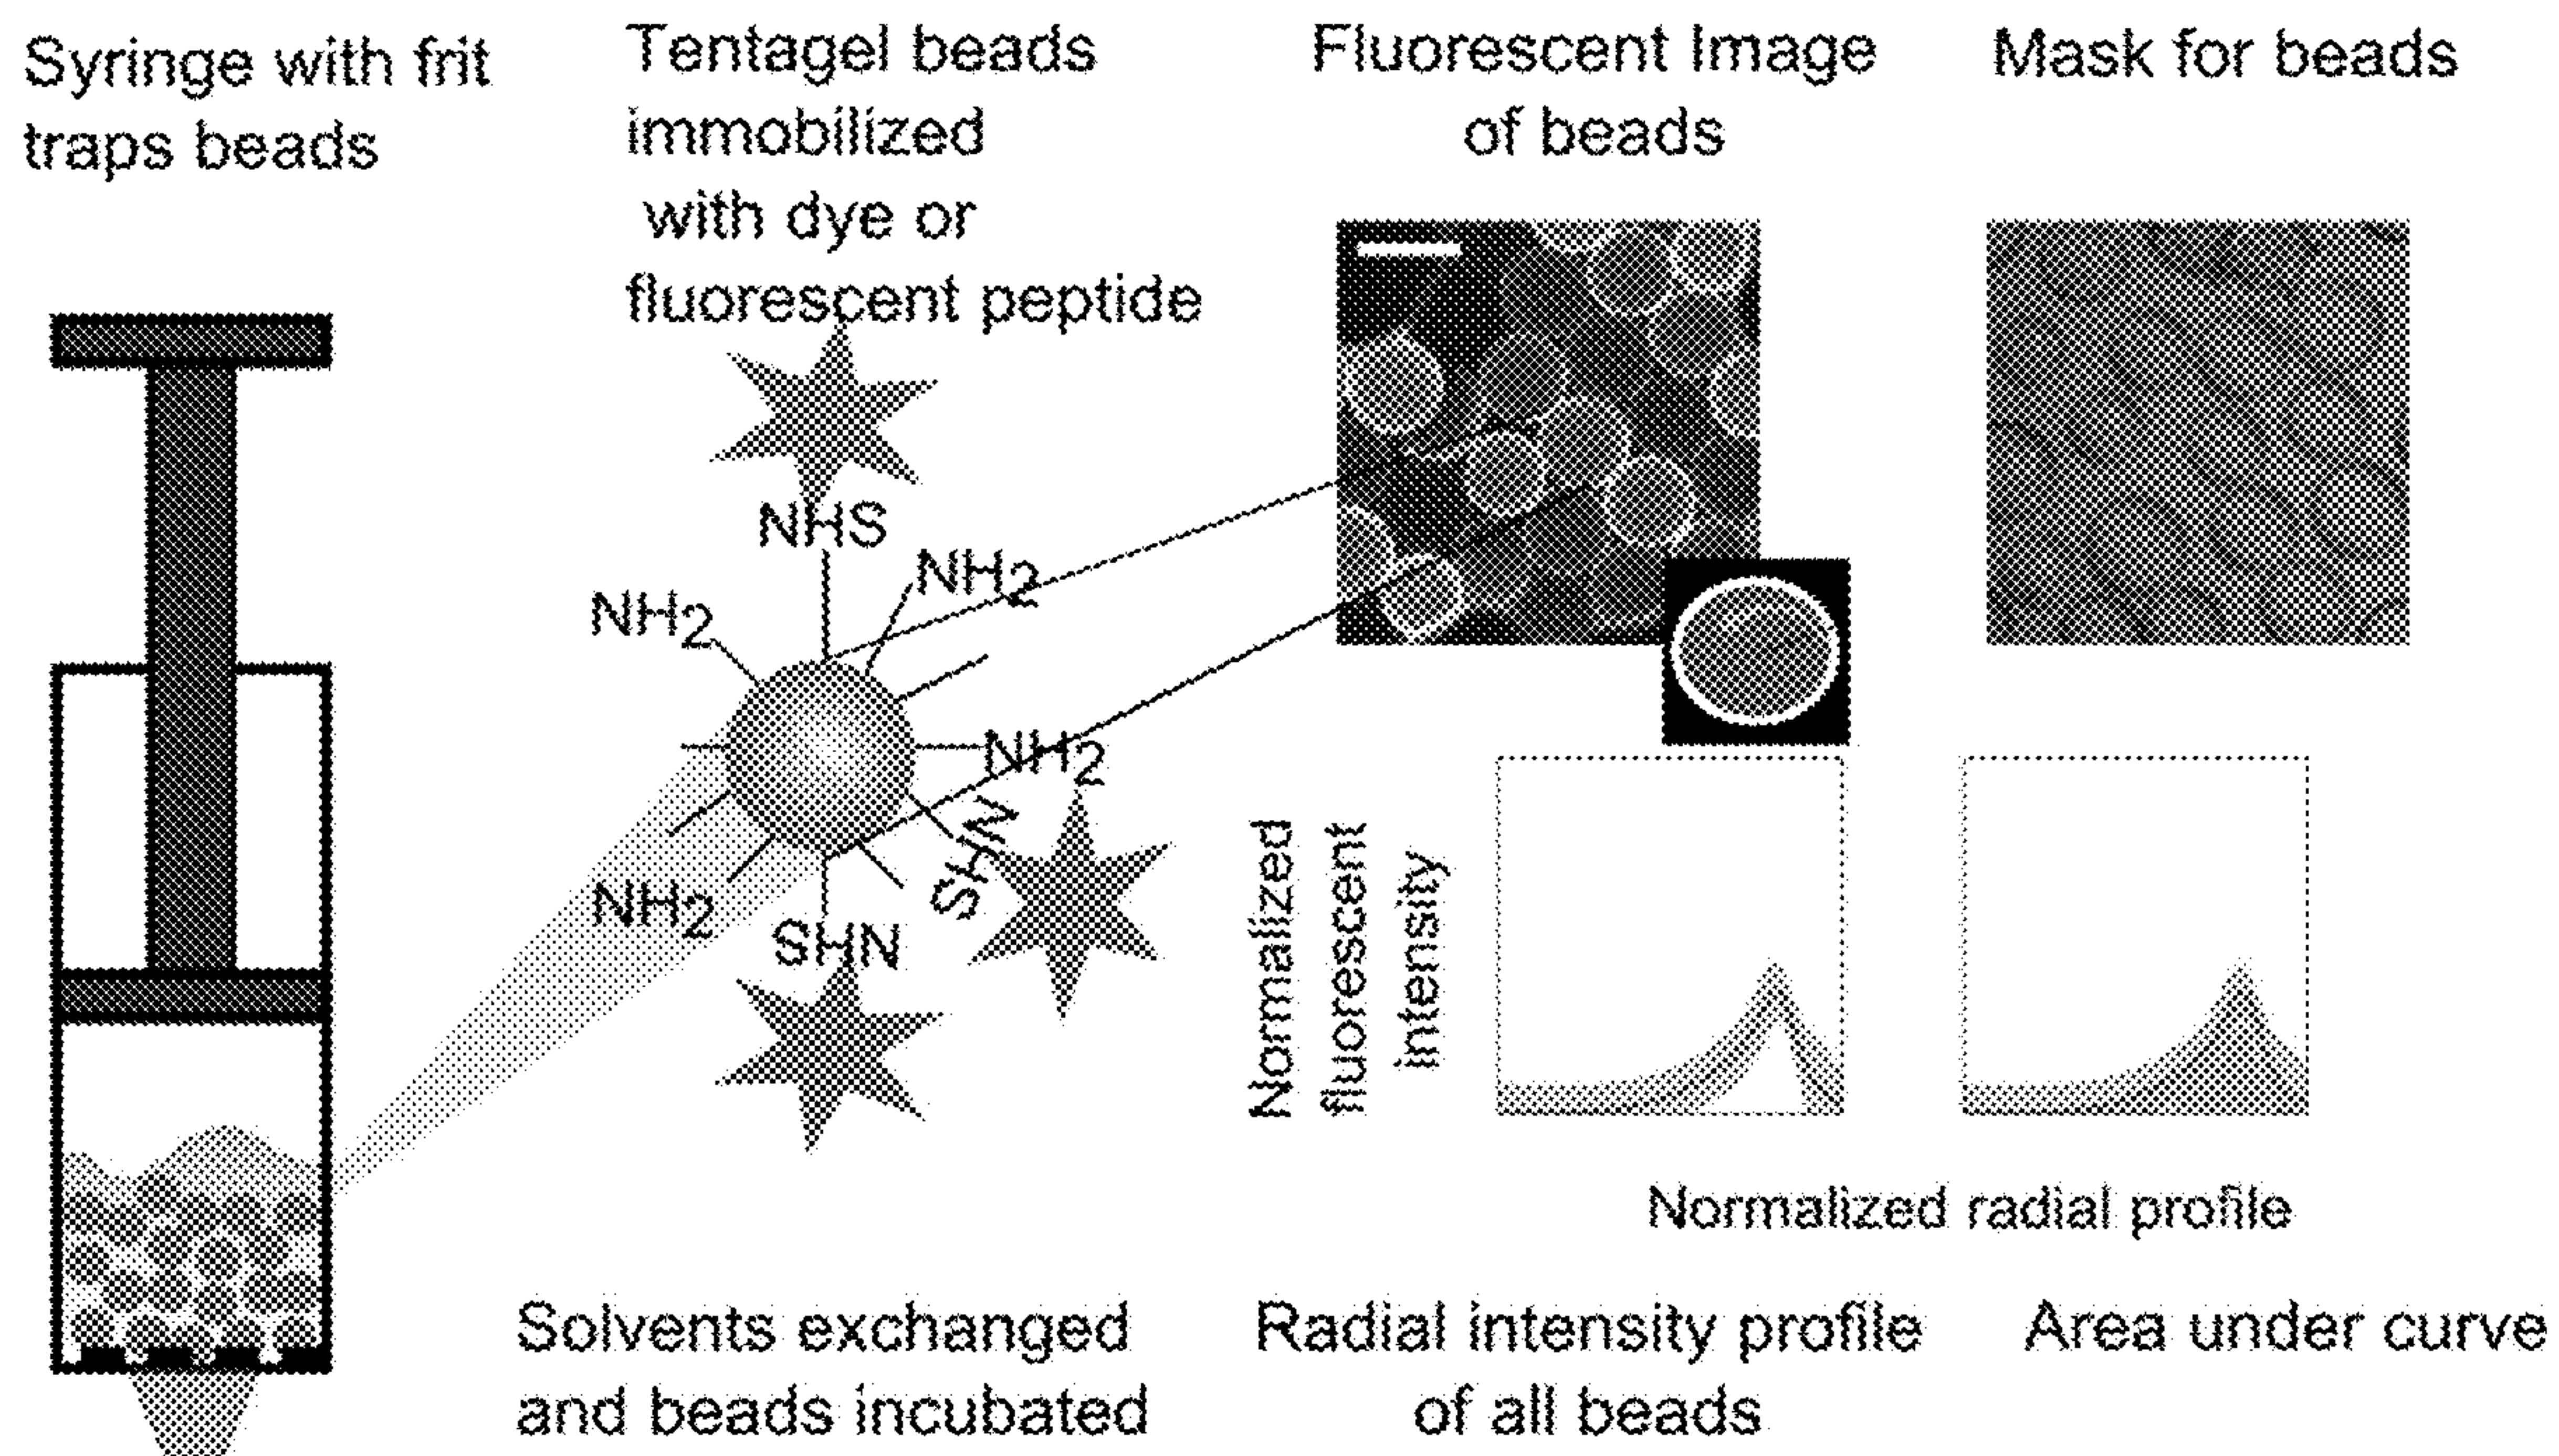 Syringe with frit
traps beads
Tentagel beads
immobilized
with dye or
fluorescent peptide
Fluorescent Image
of beads
Mask for beads
NHS
NH2
NH2
NH2
NHS
NH2
SHN
Normalized
fluorescent
intensity
Normalized radial profile
Solvents exchanged
and beads incubated
Radial intensity profile
of all beads
Area under curve